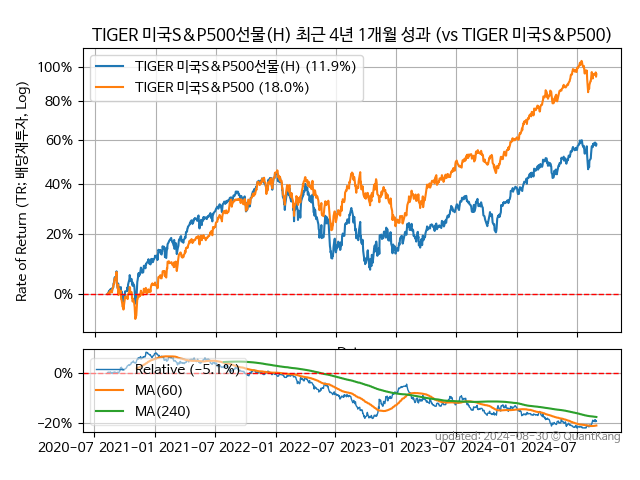 TIGER 미국S&P500선물(H) 최근 4년 1개월 성과 (vs TIGER 미국S&P500)
Rate of Return (TR: 배당재투자, Log)
TIGER 미국S&P500선물(H) (11.9%)
TIGER 미국S&P500 (18.0%)
100%
80%
60%
40%
20%
0%
Relative (−5.1%)
MA(60)
MA(240)
0%
−20%
updated: 2024-08-30 © QuantKang
2020-07 2021-01 2021-07 2022-01 2022-07 2023-01 2023-07 2024-01 2024-07